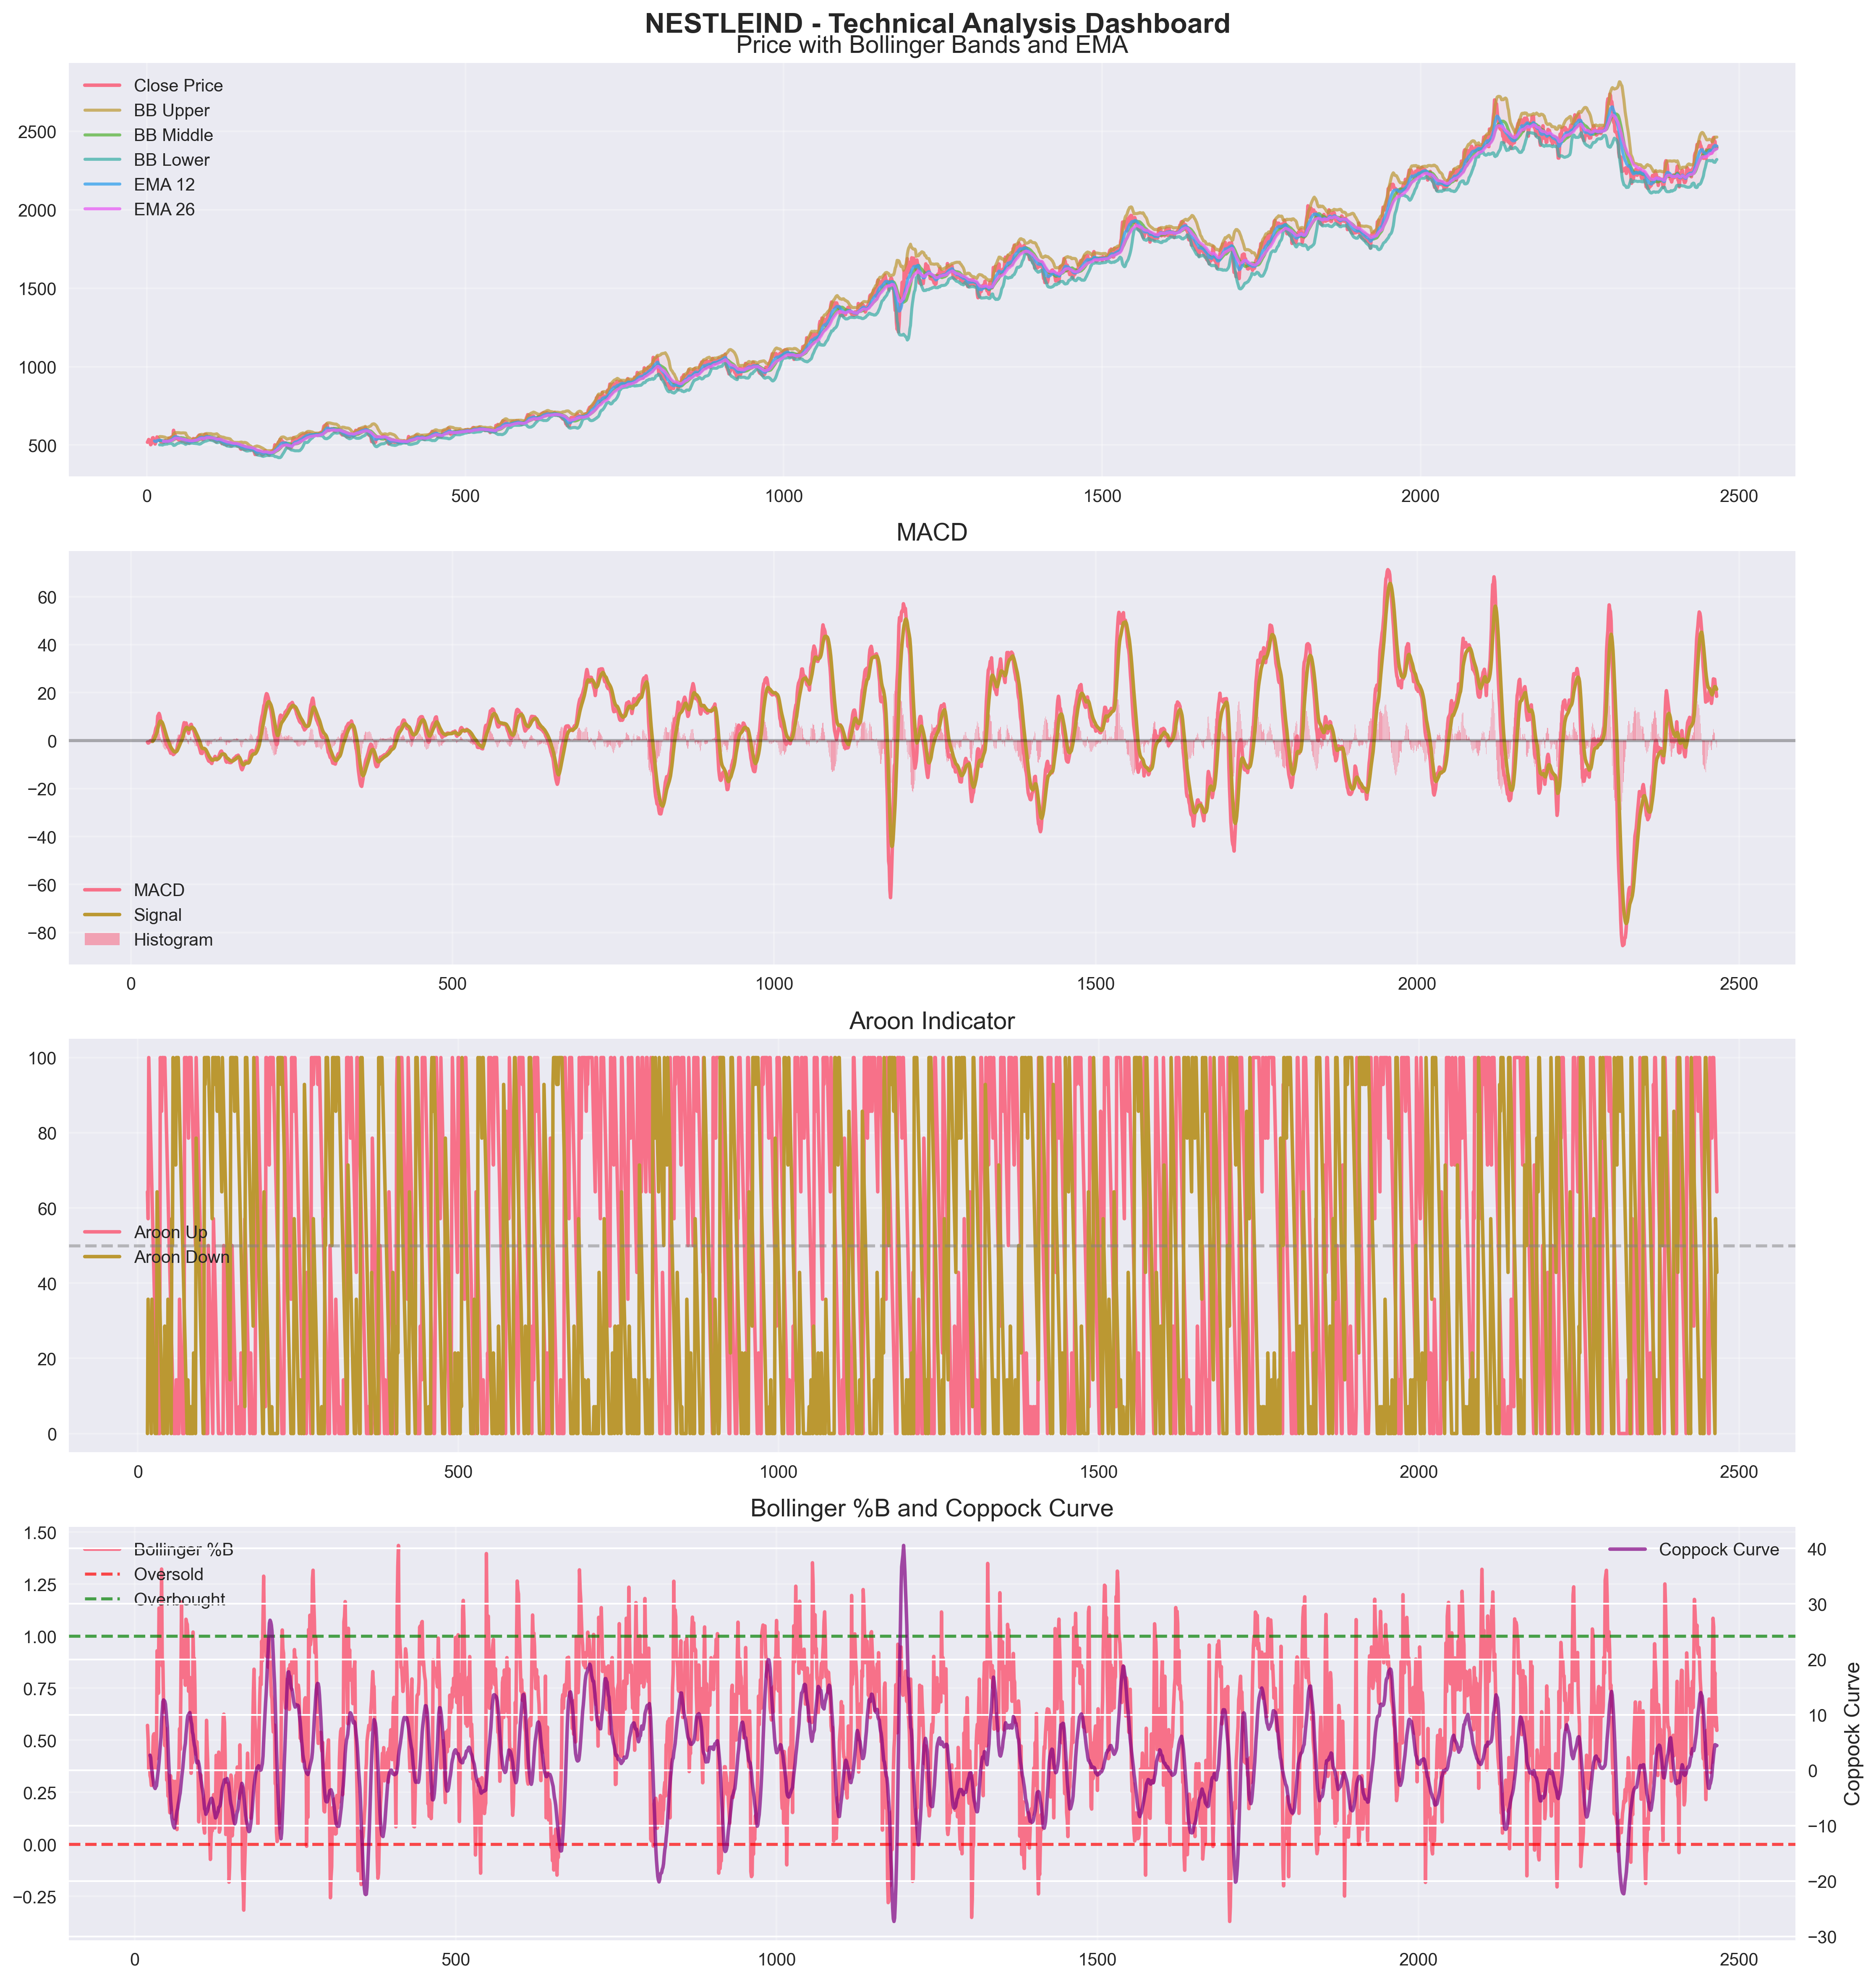 NESTLEIND - Technical Analysis Dashboard
Price with Bollinger Bands and EMA
Close Price
BB Upper
BB Middle
BB Lower
EMA 12
EMA 26
2500
2000
1500
1000
500
0 500 1000 1500 2000 2500
MACD
60
40
20
0
−20
−40
−60
−80
MACD
Signal
Histogram
0 500 1000 1500 2000 2500
Aroon Indicator
100
80
60
40
20
0
Aroon Up
Aroon Down
0 500 1000 1500 2000 2500
Bollinger %B and Coppock Curve
1.50
1.25
1.00
0.75
0.50
0.25
0.00
−0.25
Bollinger %B
Oversold
Overbought
Coppock Curve
40
30
20
10
0
−10
−20
−30
Coppock Curve
0 500 1000 1500 2000 2500